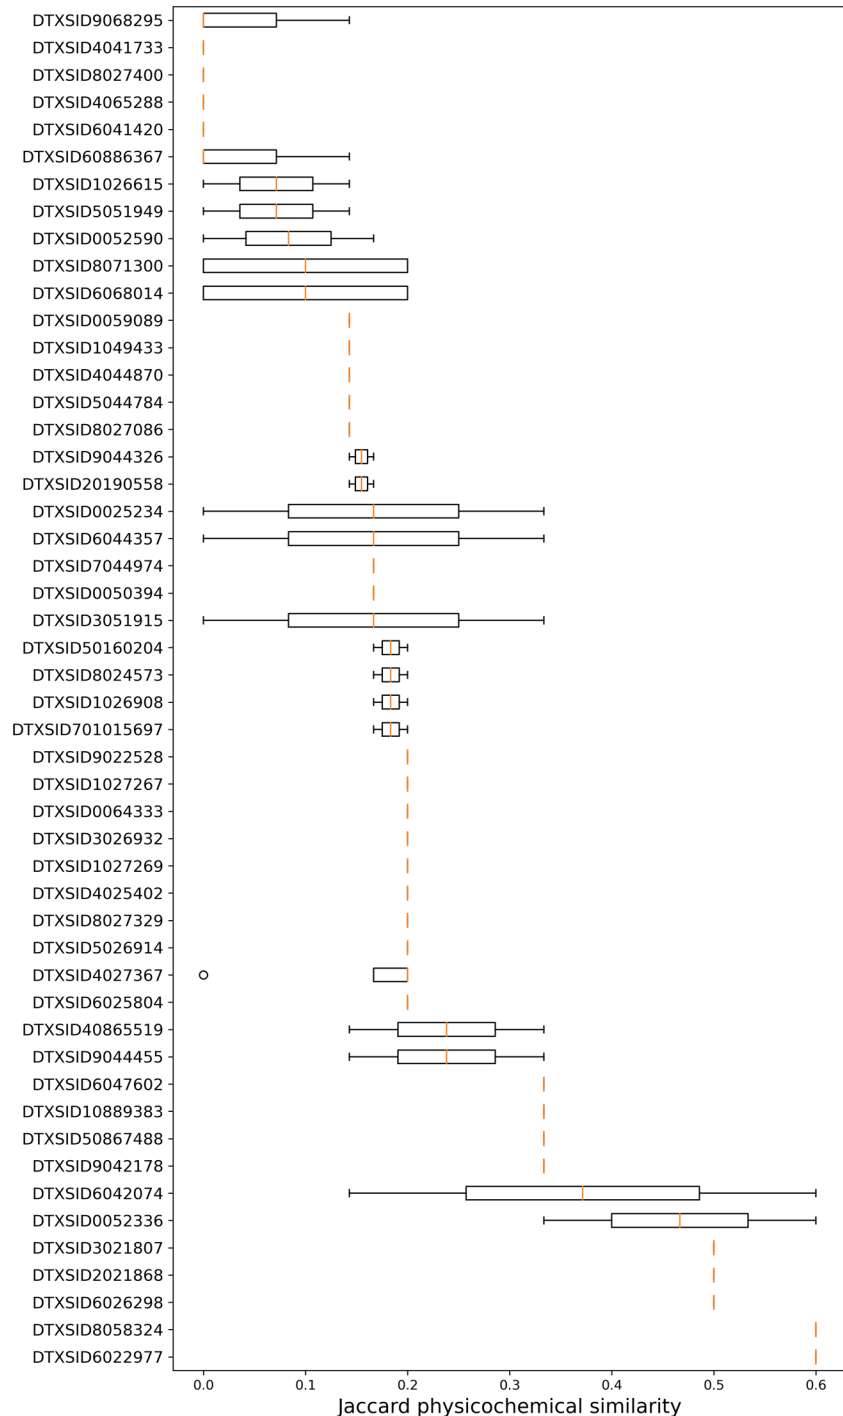 DTXSID9068295
DTXSID4041733
DTXSID8027400
DTXSID4065288
DTXSID6041420
DTXSID60886367
DTXSID1026615
DTXSID5051949
DTXSID0052590
DTXSID8071300
DTXSID6068014
DTXSID0059089
DTXSID1049433
DTXSID4044870
DTXSID5044784
DTXSID8027086
DTXSID9044326
DTXSID20190558
DTXSID0025234
DTXSID6044357
DTXSID7044974
DTXSID0050394
DTXSID3051915
DTXSID50160204
DTXSID8024573
DTXSID1026908
DTXSID701015697
DTXSID9022528
DTXSID1027267
DTXSID0064333
DTXSID3026932
DTXSID1027269
DTXSID4025402
DTXSID8027329
DTXSID5026914
DTXSID4027367
DTXSID6025804
DTXSID40865519
DTXSID9044455
DTXSID6047602
DTXSID10889383
DTXSID50867488
DTXSID9042178
DTXSID6042074
DTXSID0052336
DTXSID3021807
DTXSID2021868
DTXSID6026298
DTXSID8058324
DTXSID6022977
0.0 0.1 0.2 0.3 0.4 0.5 0.6
Jaccard physicochemical similarity